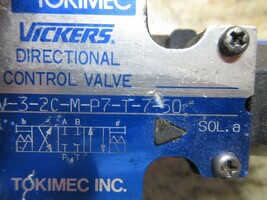 TOKIMEC
VICKERS
DIRECTIONAL
CONTROL VALVE
-3-2C-M-P7-T-7-50
SOL.a
b A B a
P T
TOKIMEC INC.